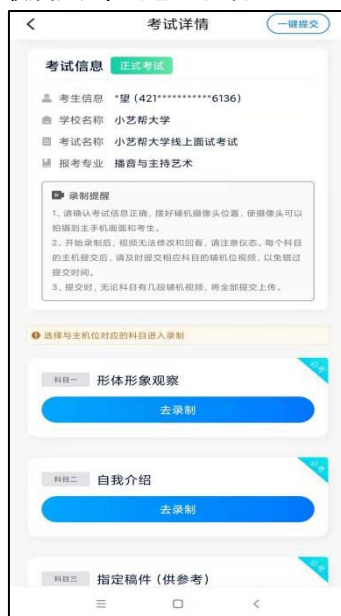 考试详情
一键提交
考试信息 正式考试
考生信息 *望 (421***********6136)
学校名称 小艺帮大学
考试名称 小艺帮大学线上面试考试
报考专业 播音与主持艺术
录制提醒
1、请确认考试信息正确，摆好辅机摄像头位置，使摄像头可以
拍摄到主手机画面和考生。
2、开始录制后，视频无法修改和回看，请注意仪态。每个科目
的主机提交后，请及时提交相应科目的辅机位视频，以免错过
提交时间。
3、提交时，无论科目有几段辅机视频，将全部提交上传。
选择与主机位对应的科目进入录制
科目一 形体形象观察
去录制
科目二 自我介绍
去录制
科目三 指定稿件 (供参考)